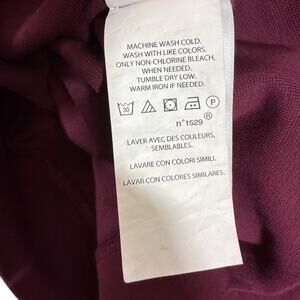 MACHINE WASH COLD.
WASH WITH LIKE COLORS.
ONLY NON-CHLORINE BLEACH,
WHEN NEEDED.
TUMBLE DRY LOW.
WARM IRON IF NEEDED.
30 P
n°1529®
LAVER AVEC DES COULEURS,
SEMBLABLES.
LAVARE CON COLORI SIMILI.
LAVAR CON COLORES SIMILARES.